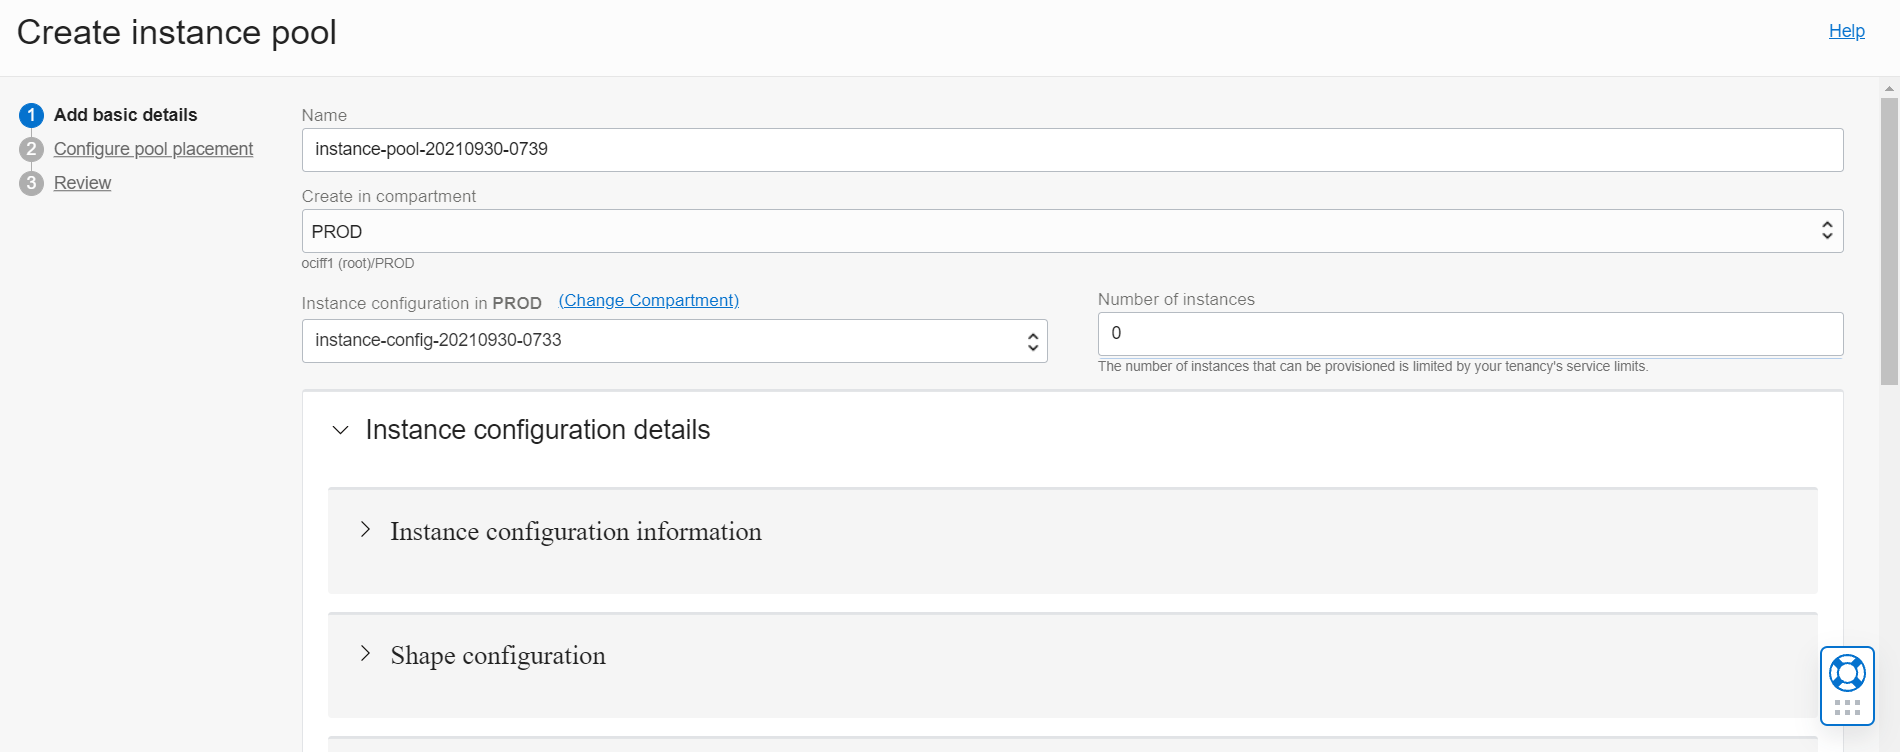 Create instance pool
Help
1 Add basic details
2 Configure pool placement
3 Review
Name
instance-pool-20210930-0739
Create in compartment
PROD
ociff1 (root)/PROD
Instance configuration in PROD (Change Compartment)
instance-config-20210930-0733
Number of instances
0
The number of instances that can be provisioned is limited by your tenancy's service limits.
Instance configuration details
Instance configuration information
Shape configuration